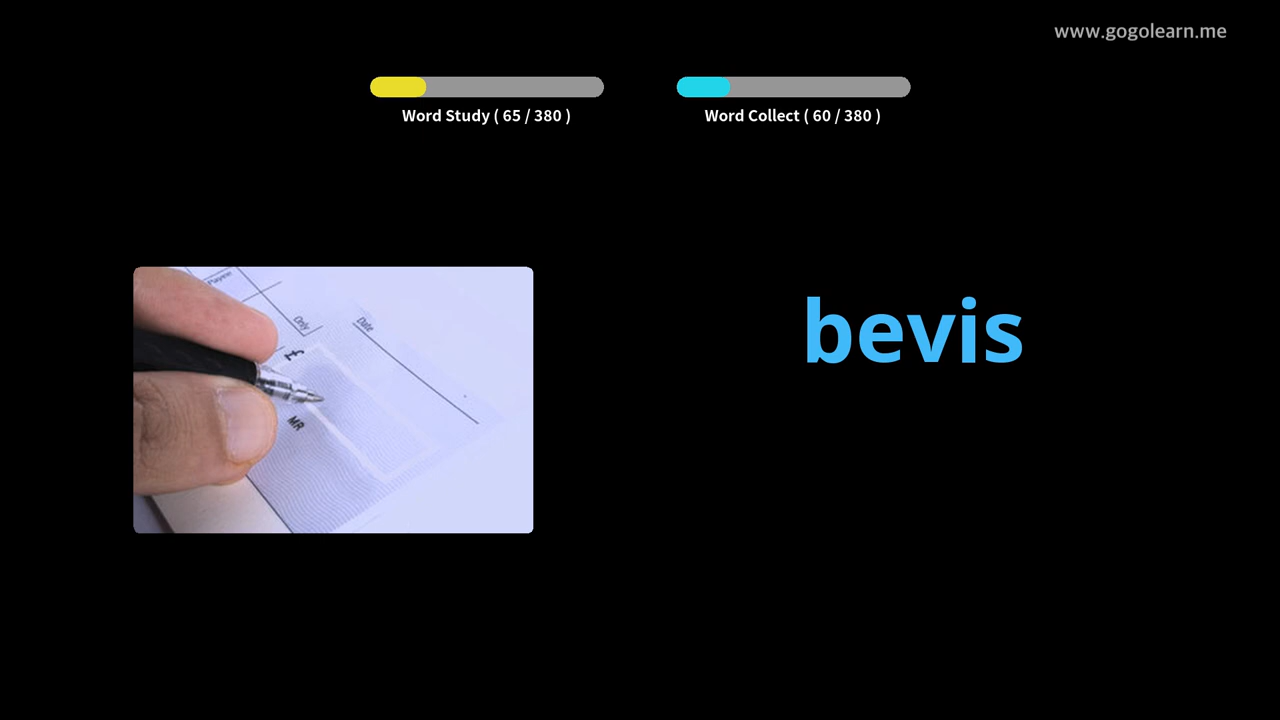 www.gogolearn.me
Word Study ( 65 / 380 )
Word Collect ( 60 / 380 )
bevis
Payee
Only
Date
£
MR